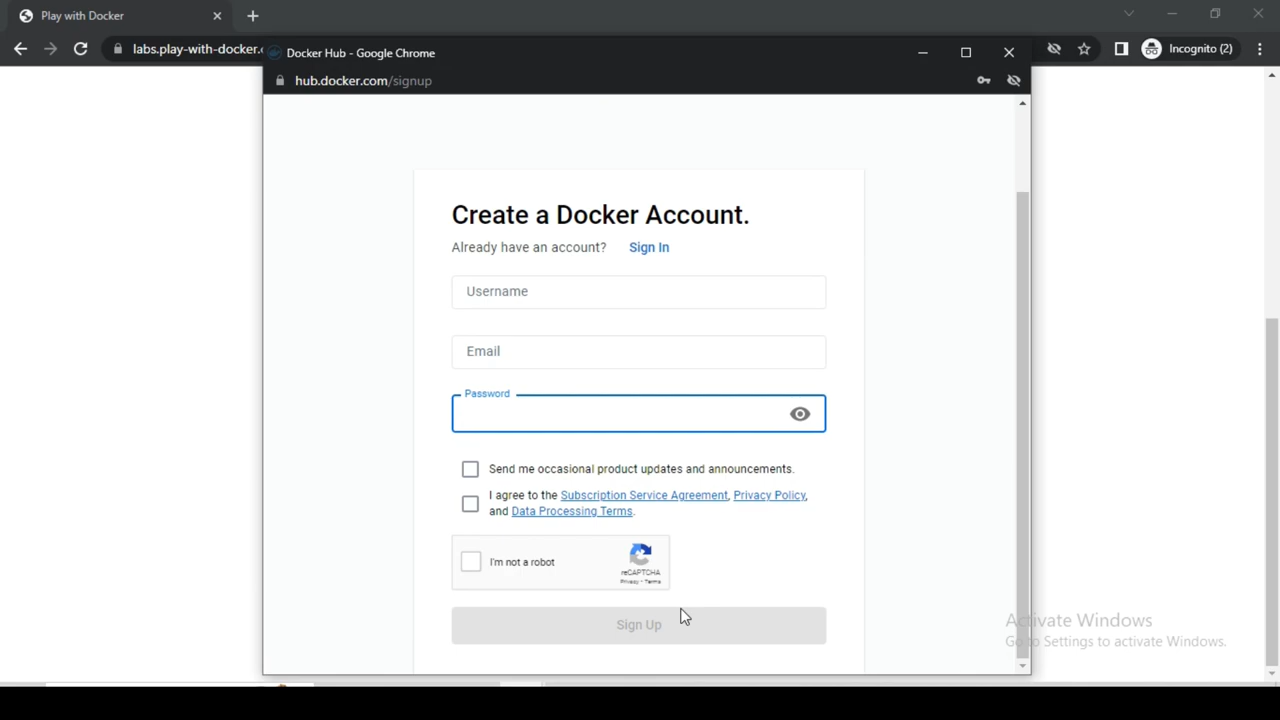 Play with Docker
labs.play-with-docker.
Docker Hub - Google Chrome
Incognito (2)
hub.docker.com/signup
Create a Docker Account.
Already have an account? Sign In
Username
Email
Password
Send me occasional product updates and announcements.
I agree to the Subscription Service Agreement, Privacy Policy,
and Data Processing Terms.
I'm not a robot
reCAPTCHA
Privacy - Terms
Sign Up
Activate Windows
Go to Settings to activate Windows.